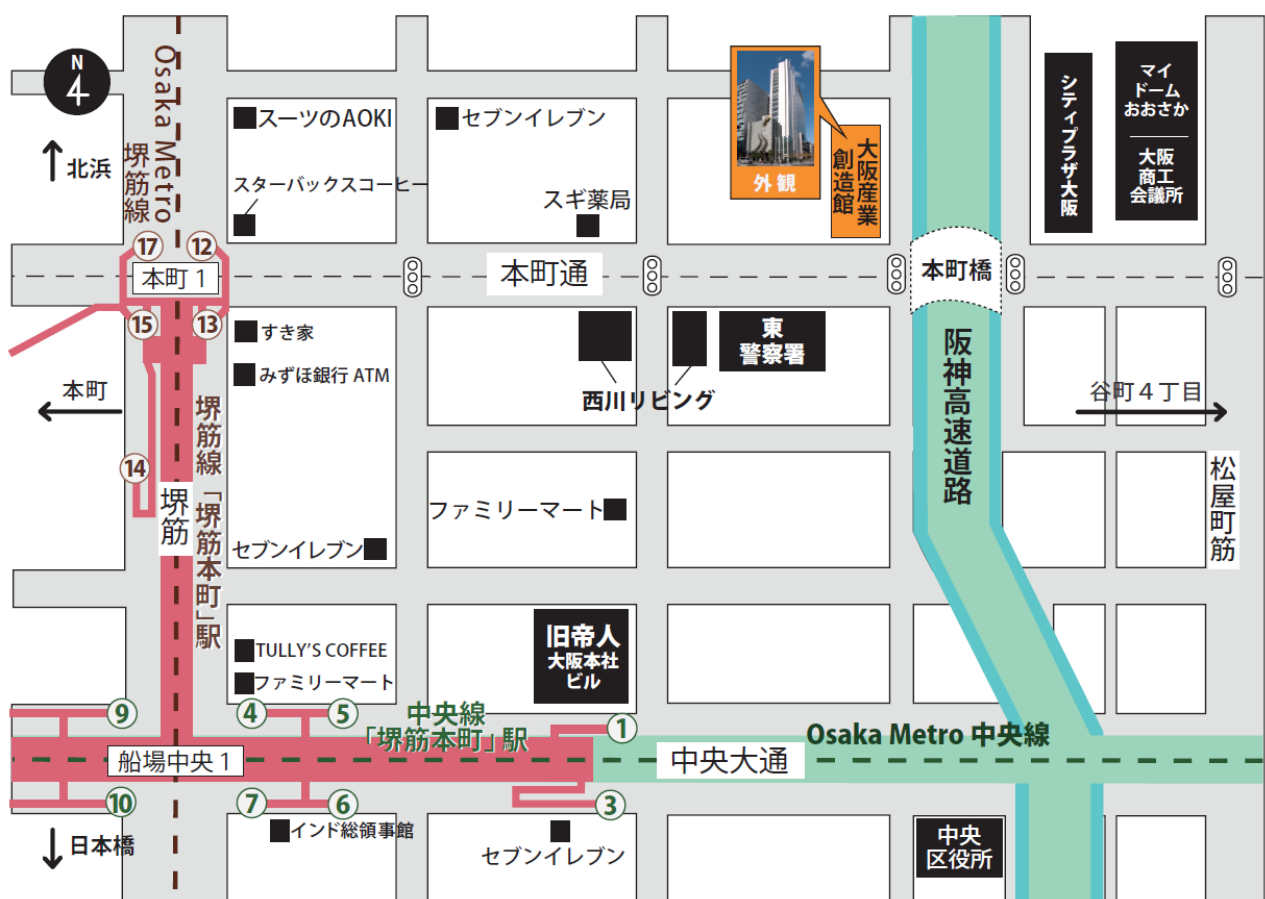 N
北浜
Osaka Metro
堺筋線
スーツのAOKI
スターバックスコーヒー
セブンイレブン
スギ薬局
外観
大阪産業
創造館
シティプラザ大阪
マイ
ドーム
おおさか
大阪
商工
会議所
17
12
本町1
15
13
本町通
本町橋
すき家
みずほ銀行 ATM
西川リビング
東
警察署
阪神高速道路
本町
谷町4丁目
松屋町筋
14
堺筋
堺筋線「堺筋本町」駅
セブンイレブン
ファミリーマート
TULLY'S COFFEE
ファミリーマート
旧帝人
大阪本社
ビル
9
4
5
中央線
「堺筋本町」駅
1
Osaka Metro 中央線
船場中央1
中央大通
10
7
6
3
日本橋
インド総領事館
セブンイレブン
中央
区役所